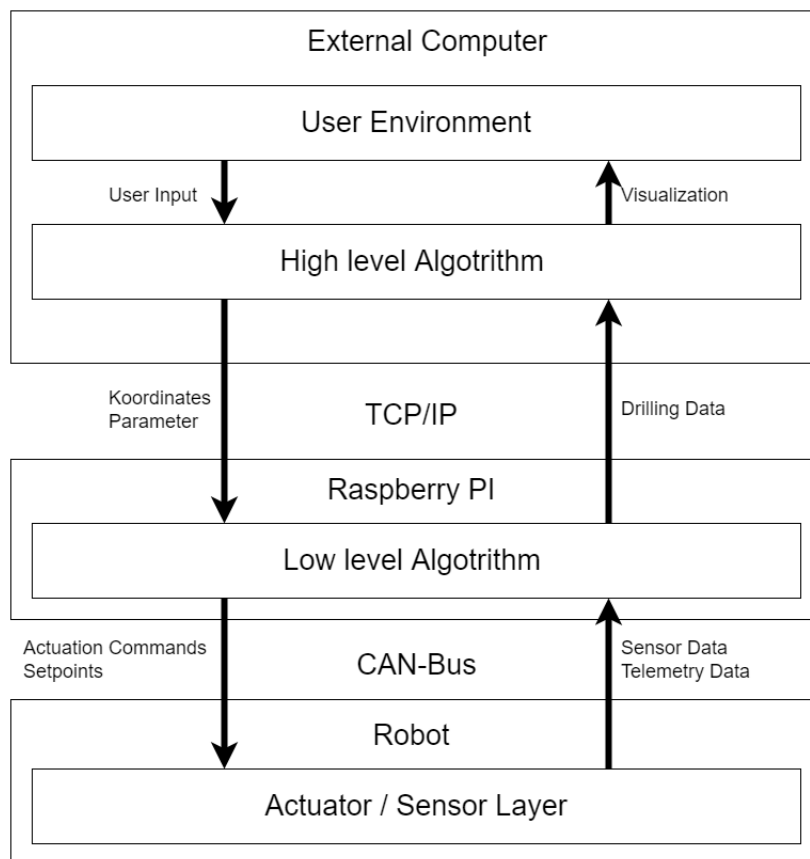 External Computer
User Environment
User Input
Visualization
High level Algotrithm
Koordinates
Parameter
TCP/IP
Drilling Data
Raspberry PI
Low level Algotrithm
Actuation Commands
Setpoints
CAN-Bus
Sensor Data
Telemetry Data
Robot
Actuator / Sensor Layer